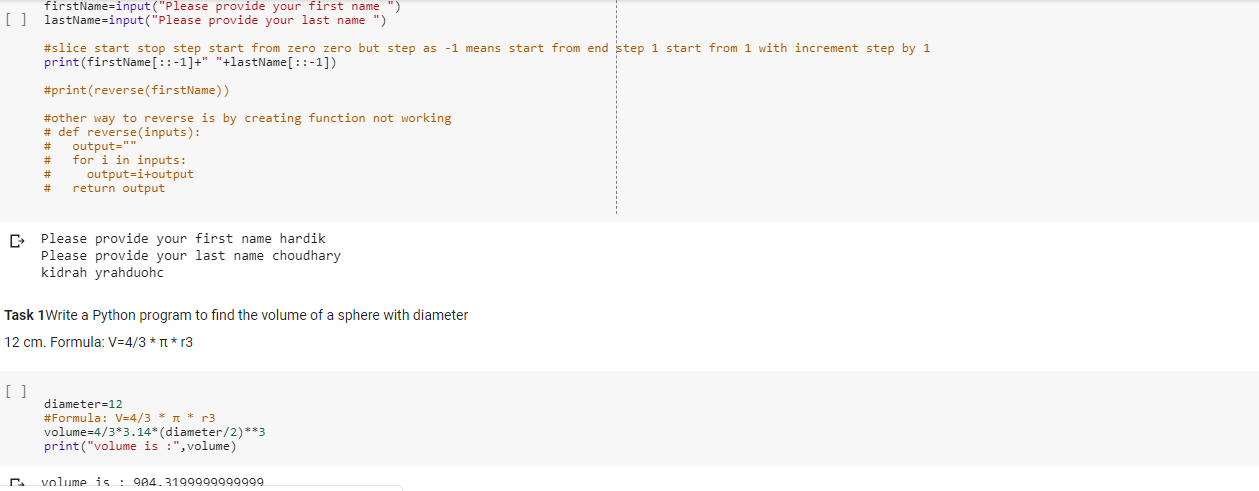 firstName=input("Please provide your first name ")
[ ] lastName=input("Please provide your last name ")
#slice start stop step start from zero zero but step as -1 means start from end step 1 start from 1 with increment step by 1
print(firstName[::-1]+" "+lastName[::-1])
#print(reverse(firstName))
#other way to reverse is by creating function not working
# def reverse(inputs):
#   output=""
#   for i in inputs:
#     output=i+output
#   return output
Please provide your first name hardik
Please provide your last name choudhary
kidrah yrahduohc
Task 1Write a Python program to find the volume of a sphere with diameter
12 cm. Formula: V=4/3 * π * r3
[ ]
diameter=12
#Formula: V=4/3 * π * r3
volume=4/3*3.14*(diameter/2)**3
print("volume is :",volume)
volume is : 904.3199999999999